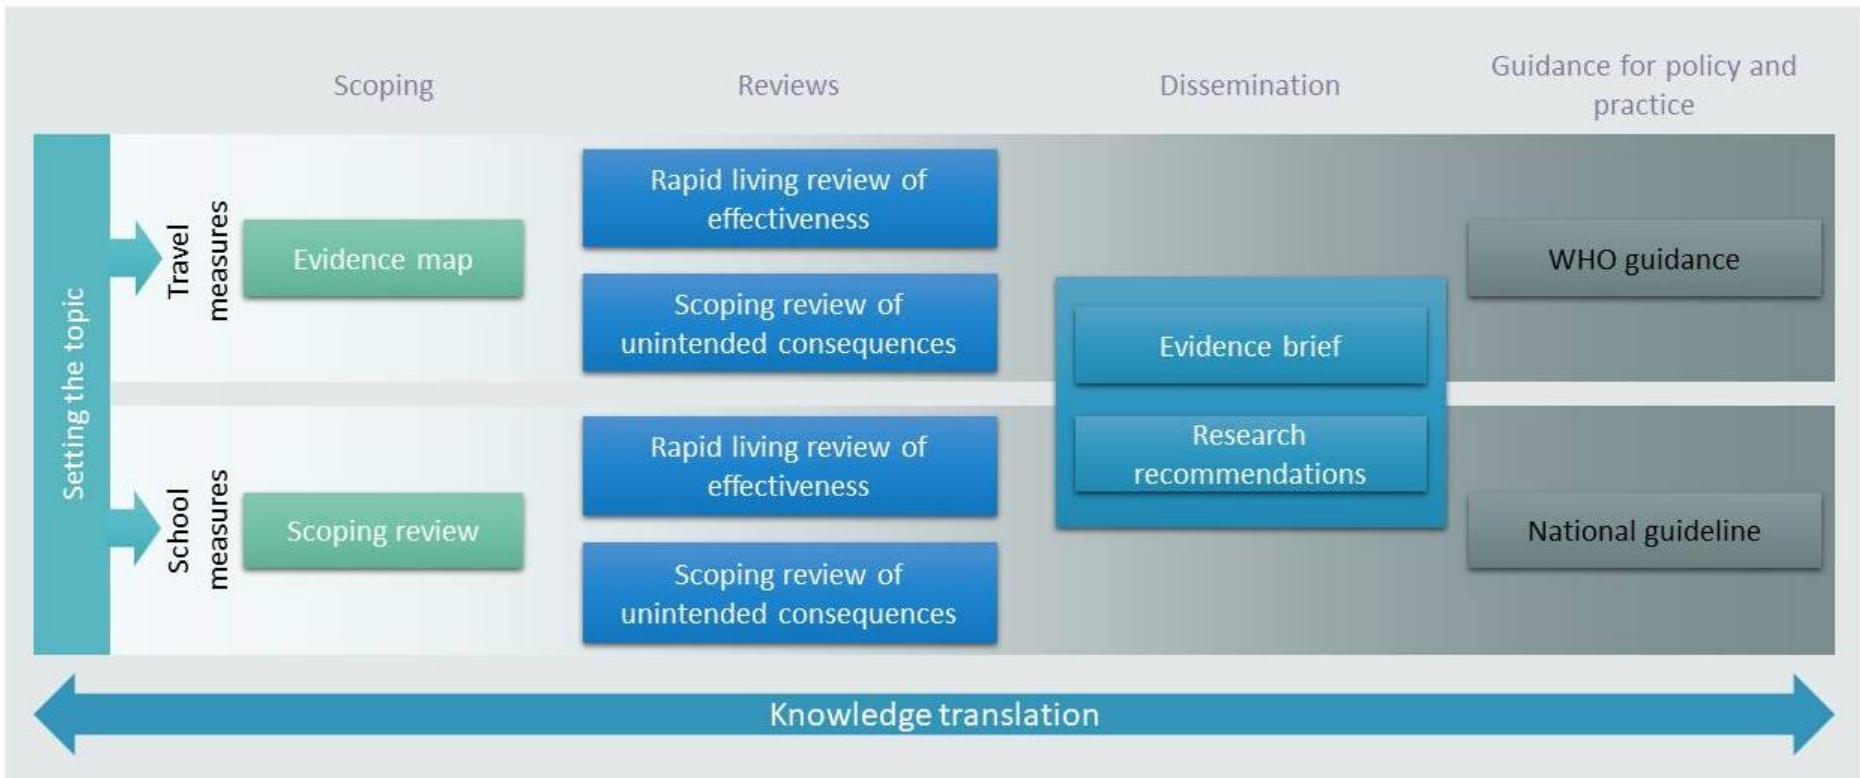 Scoping
Reviews
Dissemination
Guidance for policy and
practice
Setting the topic
Travel
measures
Evidence map
Rapid living review of
effectiveness
Scoping review of
unintended consequences
Evidence brief
WHO guidance
School
measures
Scoping review
Rapid living review of
effectiveness
Scoping review of
unintended consequences
Research
recommendations
National guideline
Knowledge translation